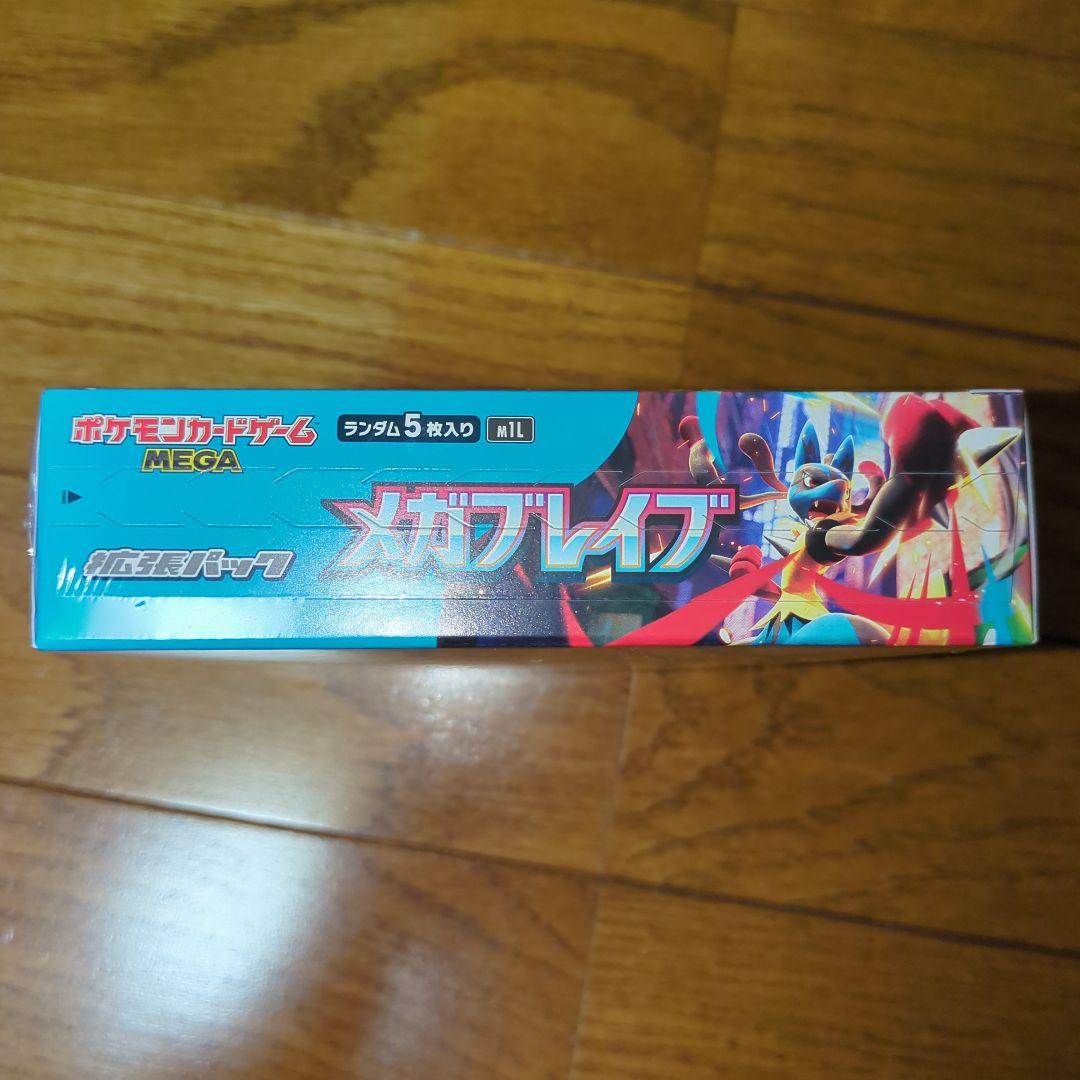 ポケモンカードゲーム
MEGA
ランダム5枚入り
M1L
拡張パック
メガブレイブ